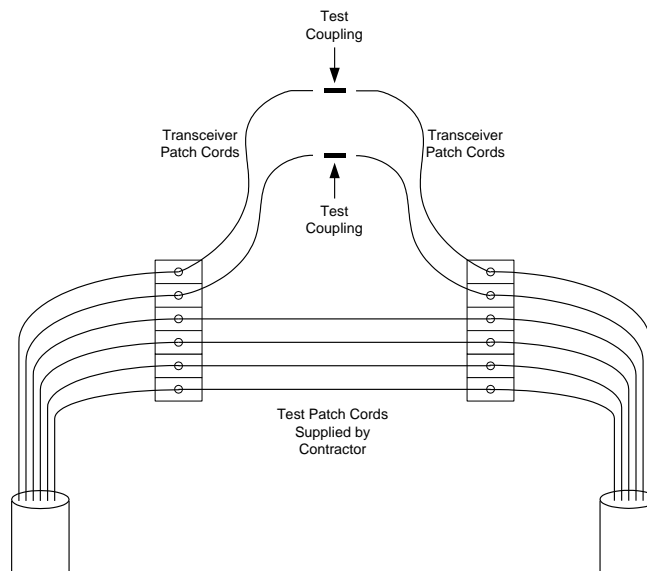 Test
Coupling
Transceiver
Patch Cords
Transceiver
Patch Cords
Test
Coupling
Test Patch Cords
Supplied by
Contractor